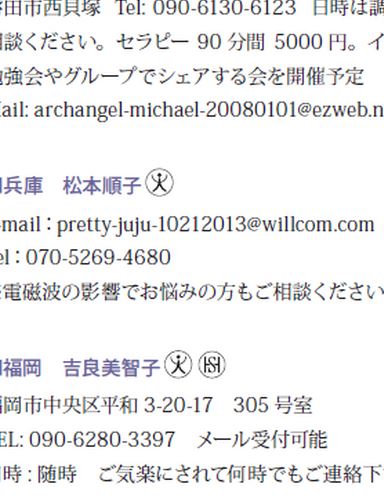 田市西貝塚 Tel: 090-6130-6123 日時は調
談ください。セラピー 90 分間 5000 円。イ
強会やグループでシェアする会を開催予定
ail: archangel-michael-20080101@ezweb.n
兵庫 松本順子
-mail：pretty-juju-10212013@willcom.com
el：070-5269-4680
電磁波の影響でお悩みの方もご相談ください
福岡 吉良美智子
岡市中央区平和 3-20-17 305 号室
EL: 090-6280-3397 メール受付可能
時：随時 ご気楽にされて何時でもご連絡下